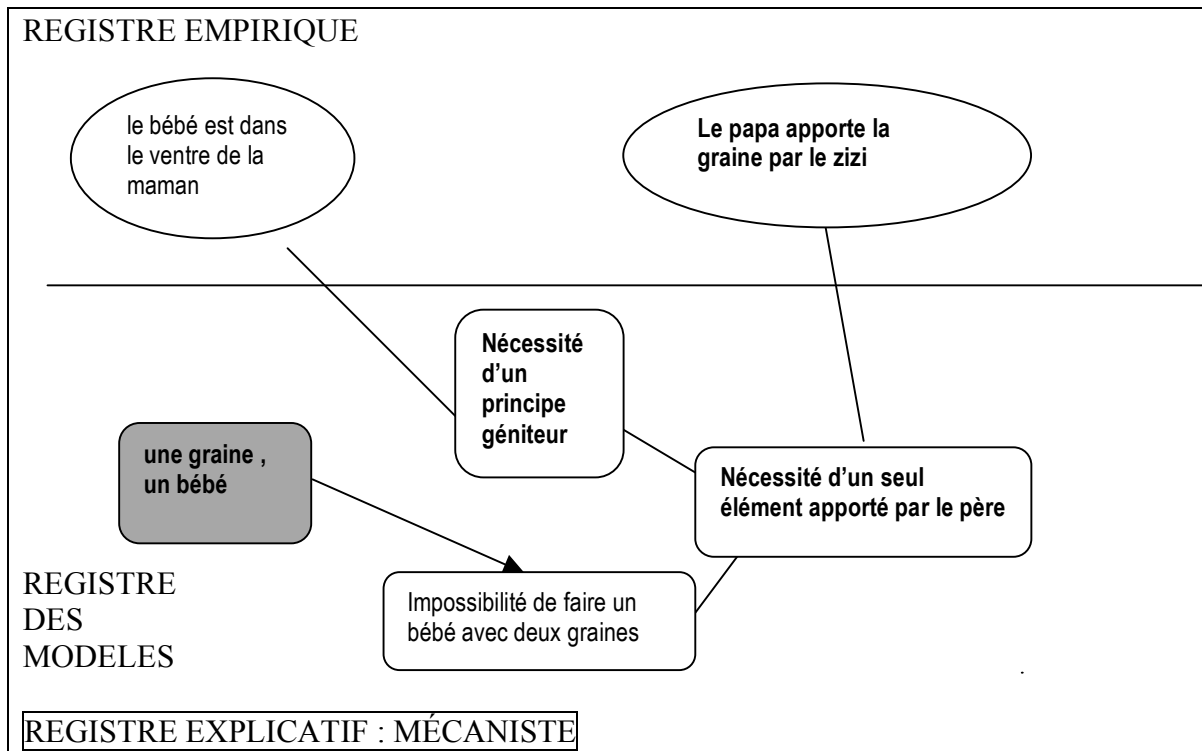 REGISTRE EMPIRIQUE
le bébé est dans
le ventre de la
maman
Le papa apporte la
graine par le zizi
Nécessité
d’un
principe
géniteur
une graine ,
un bébé
Nécessité d’un seul
élément apporté par le père
Impossibilité de faire un
bébé avec deux graines
REGISTRE
DES
MODELES
REGISTRE EXPLICATIF : MÉCANISTE